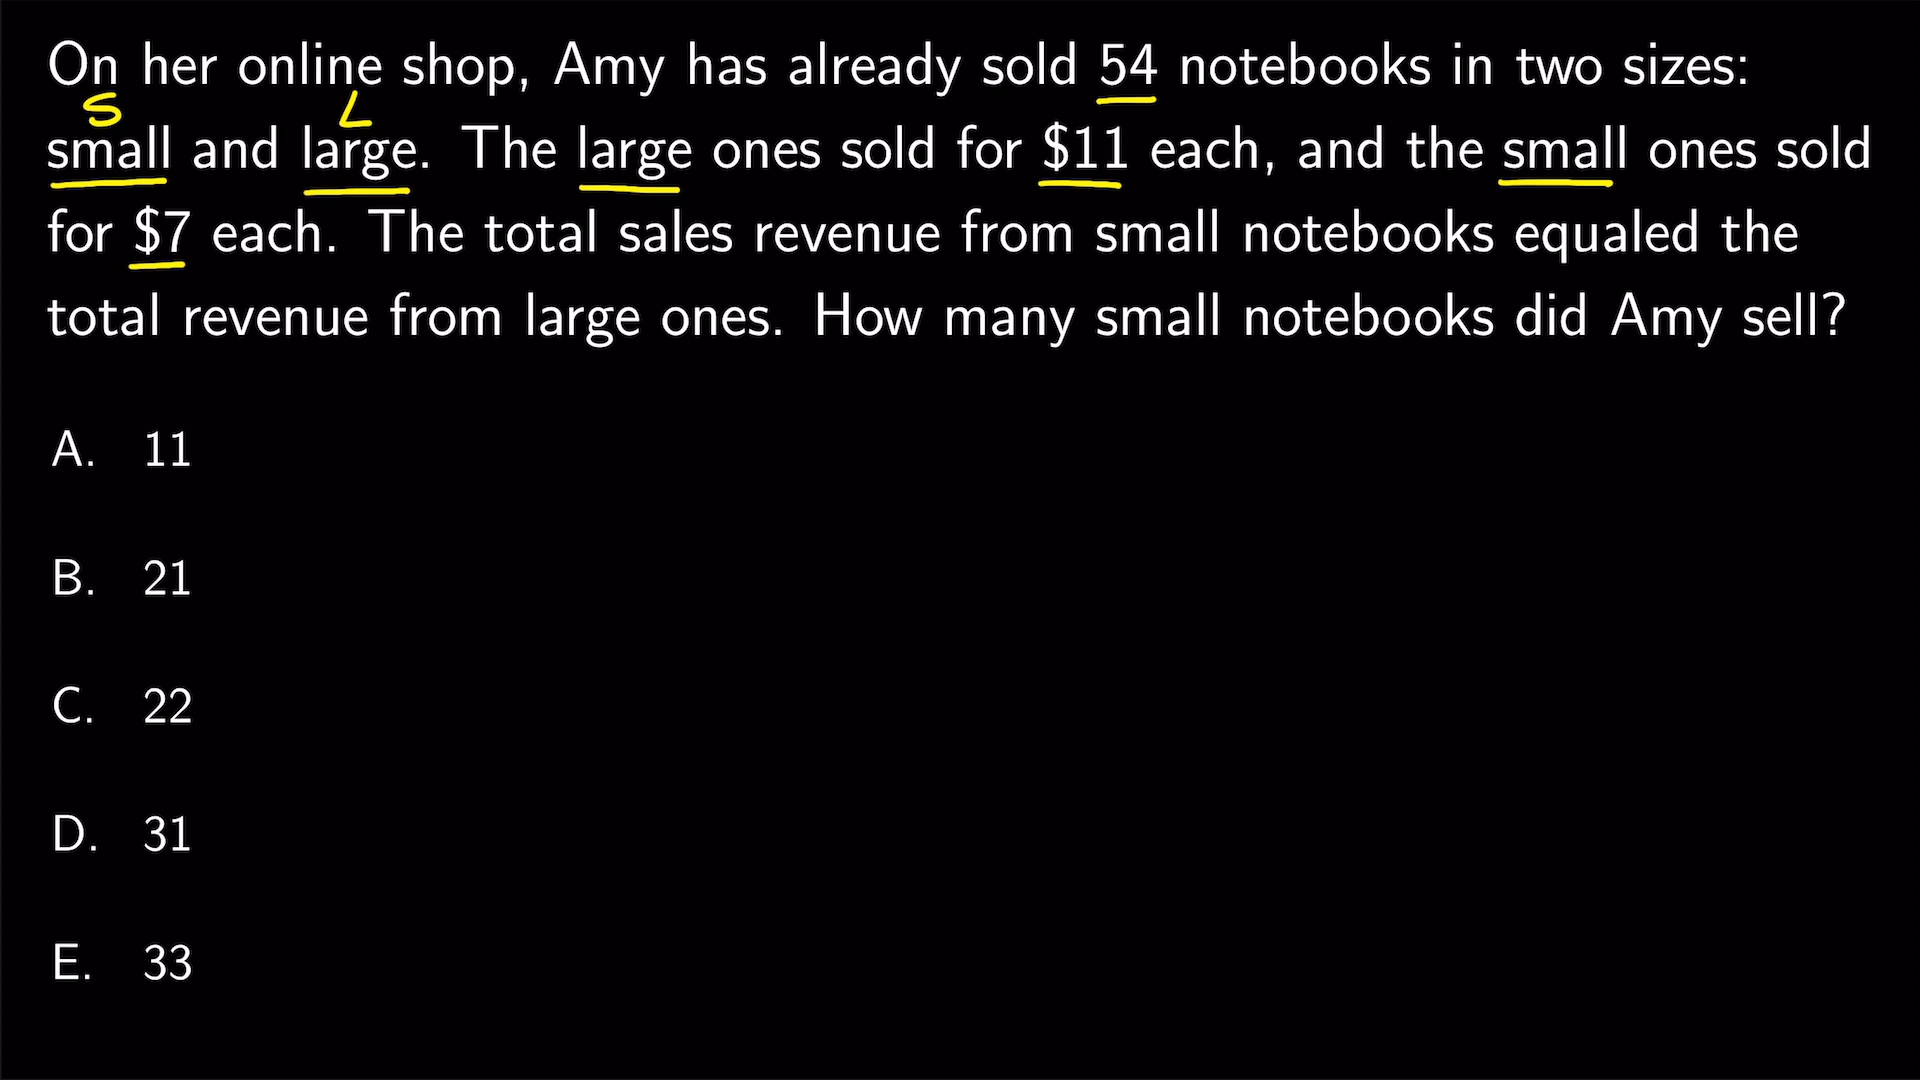 On her online shop, Amy has already sold 54 notebooks in two sizes:
S L
small and large. The large ones sold for $11 each, and the small ones sold
for $7 each. The total sales revenue from small notebooks equaled the
total revenue from large ones. How many small notebooks did Amy sell?
A. 11
B. 21
C. 22
D. 31
E. 33